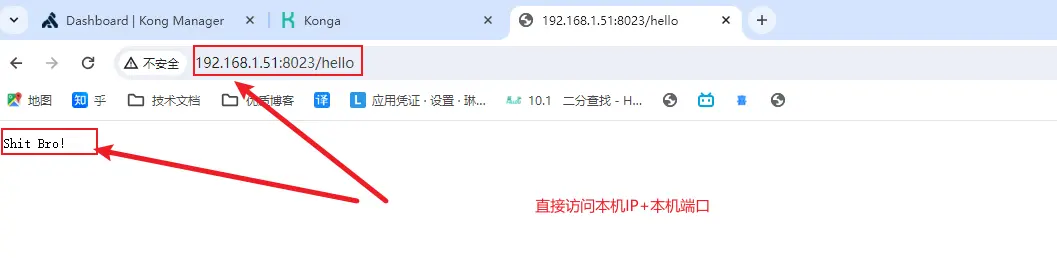 Dashboard | Kong Manager
Konga
192.168.1.51:8023/hello
不安全
192.168.1.51:8023/hello
地图
知 乎
技术文档
优质博客
译
L 应用凭证 · 设置 · 琳...
10.1 二分查找 - H...
Shit Bro!
直接访问本机IP+本机端口